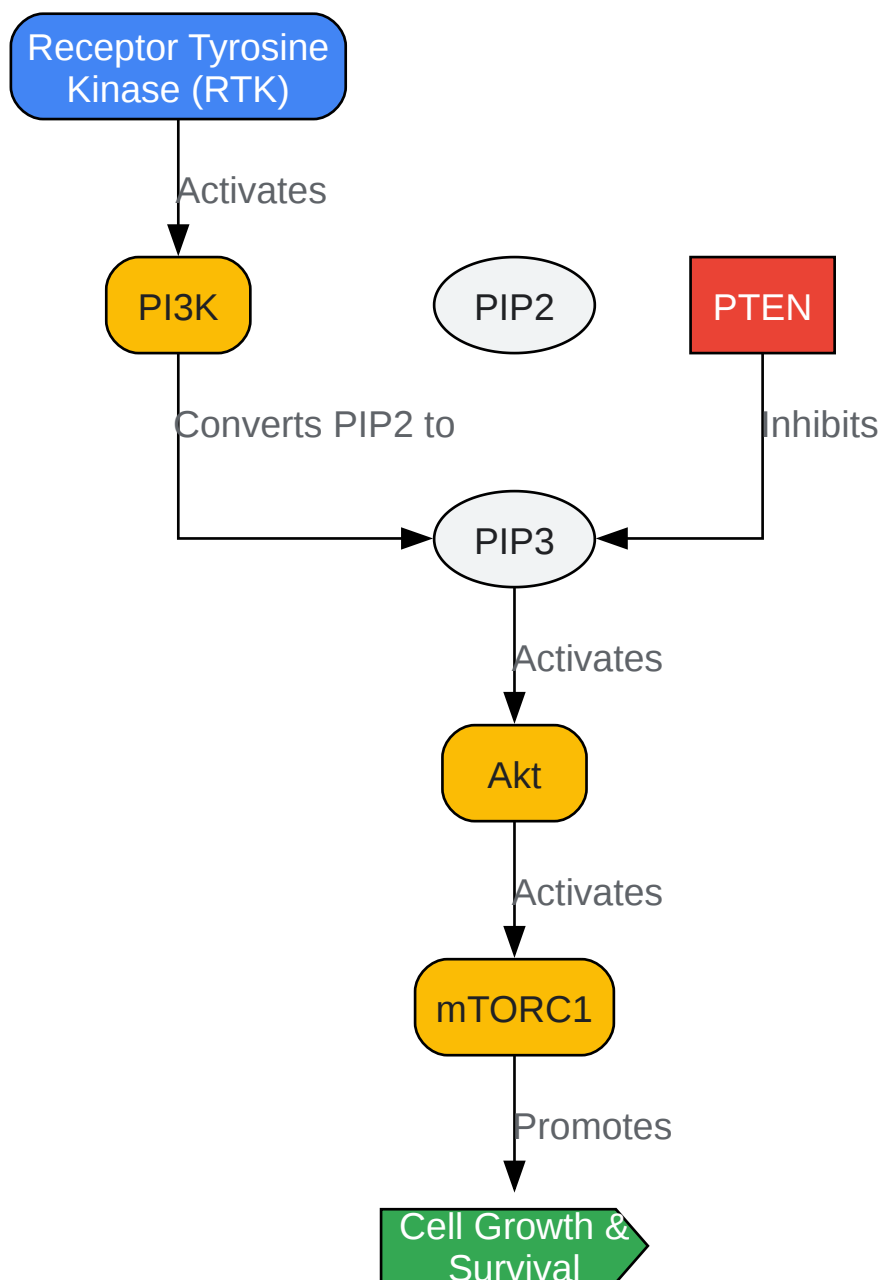 Receptor Tyrosine
Kinase (RTK)
Activates
PI3K
PIP2
PTEN
Converts PIP2 to
Inhibits
PIP3
Activates
Akt
Activates
mTORC1
Promotes
Cell Growth &
Survival